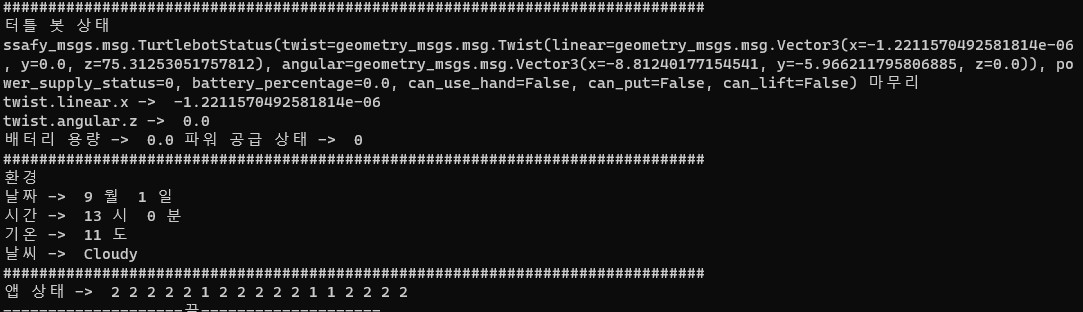 ##############################################################################
터틀 봇 상태
ssafy_msgs.msg.TurtlebotStatus(twist=geometry_msgs.msg.Twist(linear=geometry_msgs.msg.Vector3(x=-1.2211570492581814e-06
, y=0.0, z=75.31253051757812), angular=geometry_msgs.msg.Vector3(x=-8.81240177154541, y=-5.966211795806885, z=0.0)), po
wer_supply_status=0, battery_percentage=0.0, can_use_hand=False, can_put=False, can_lift=False) 마무리
twist.linear.x ->  -1.2211570492581814e-06
twist.angular.z ->  0.0
배터리 용량 ->  0.0 파워 공급 상태 ->  0
##############################################################################
환경
날짜 ->  9 월  1 일
시간 ->  13 시  0 분
기온 ->  11 도
날씨 ->  Cloudy
##############################################################################
앱 상태 ->  2 2 2 2 2 1 2 2 2 2 2 1 1 2 2 2 2
--------------------끝--------------------